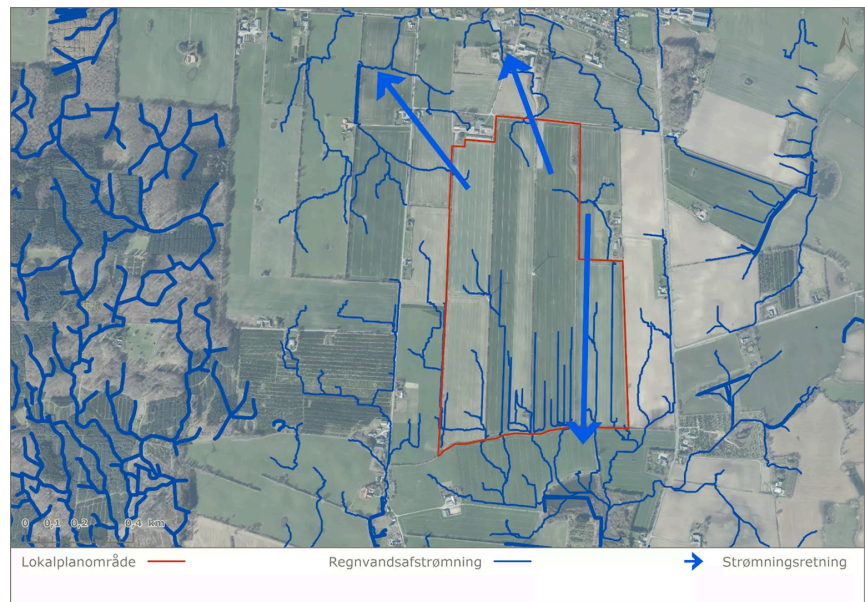 N
0 0,1 0,2 0,4 km
Lokalplanområde Regnvandsafstrømning Strømningsretning